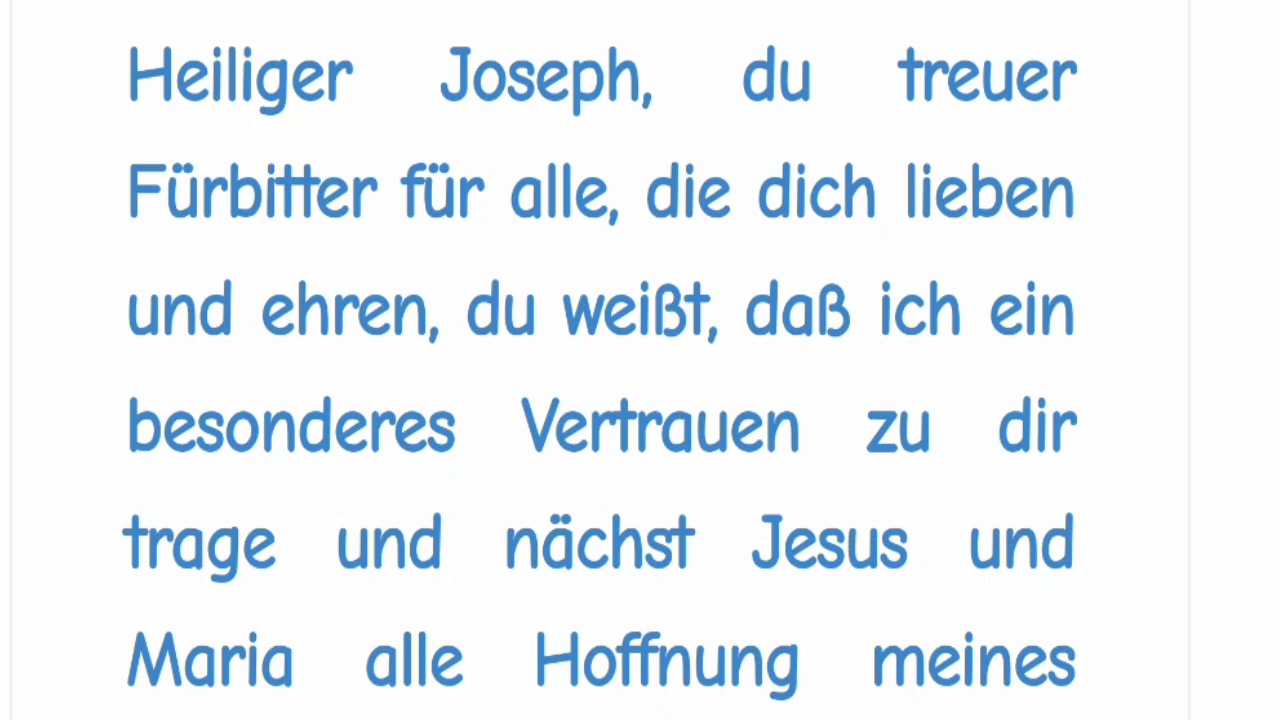 Heiliger Joseph, du treuer
Fürbitter für alle, die dich lieben
und ehren, du weißt, daß ich ein
besonderes Vertrauen zu dir
trage und nächst Jesus und
Maria alle Hoffnung meines